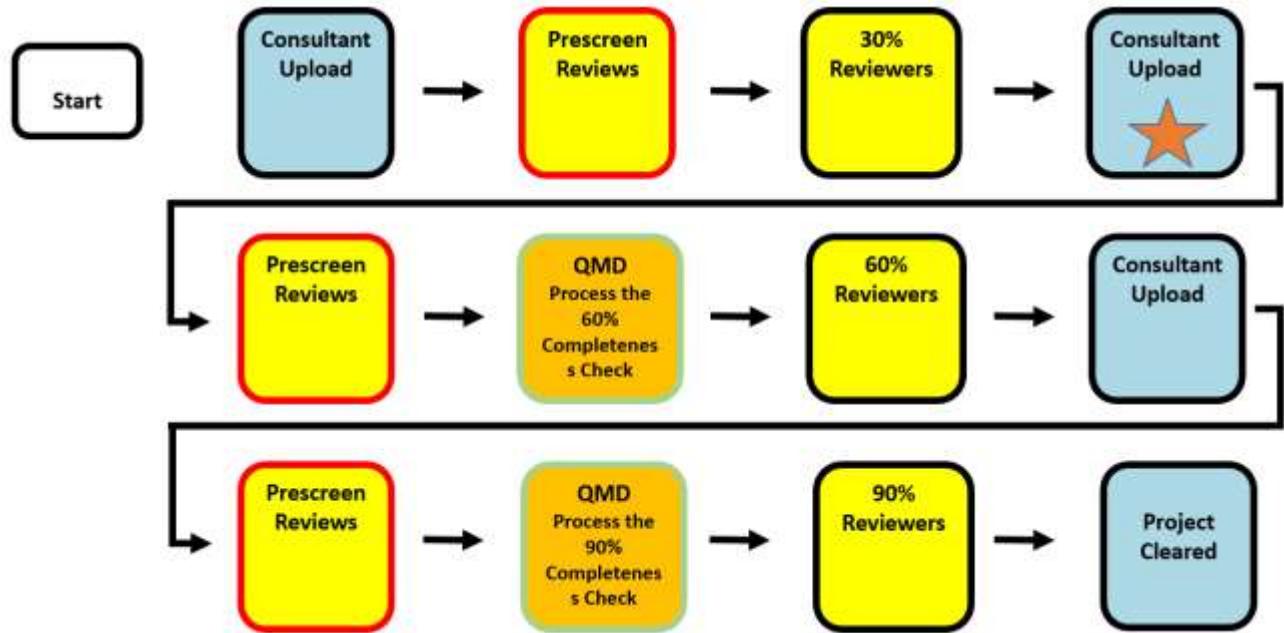 Start
Consultant
Upload
Prescreen
Reviews
30%
Reviewers
Consultant
Upload
Prescreen
Reviews
QMD
Process the
60%
Completenes
s Check
60%
Reviewers
Consultant
Upload
Prescreen
Reviews
QMD
Process the
90%
Completenes
s Check
90%
Reviewers
Project
Cleared